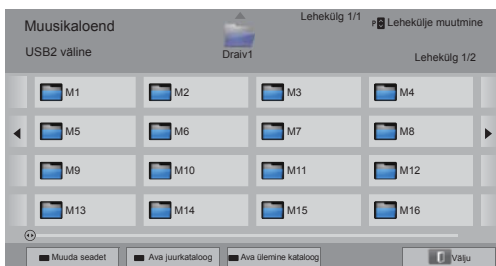 Muusikaloend
Lehekülg 1/1
P Lehekülje muutmine
USB2 väline
Draiv1
Lehekülg 1/2
M1 M2 M3 M4
M5 M6 M7 M8
M9 M10 M11 M12
M13 M14 M15 M16
Muuda seadet Ava juurkataloog Ava ülemine kataloog Välju